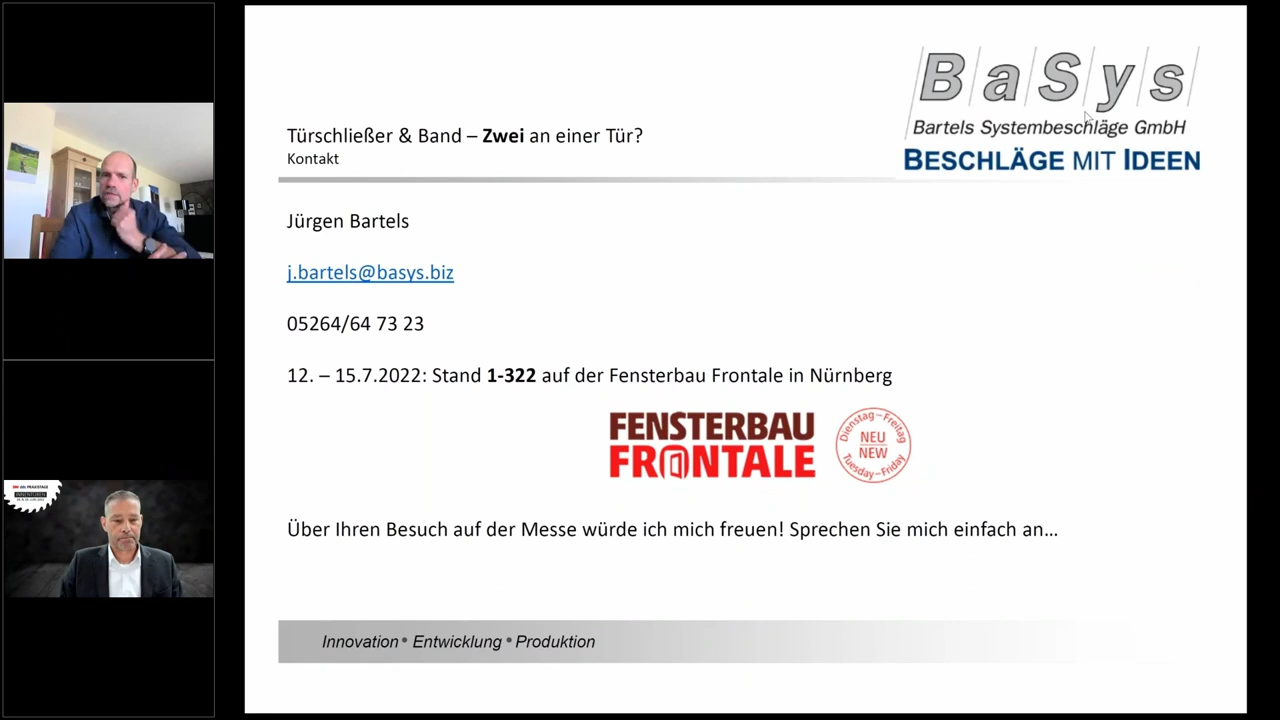 BaSys
Bartels Systembeschläge GmbH
BESCHLÄGE MIT IDEEN
Türschließer & Band – Zwei an einer Tür?
Kontakt
Jürgen Bartels
j.bartels@basys.biz
05264/64 73 23
12. – 15.7.2022: Stand 1-322 auf der Fensterbau Frontale in Nürnberg
FENSTERBAU
FRONTALE
Dienstag–Freitag
NEU
NEW
Tuesday–Friday
Über Ihren Besuch auf der Messe würde ich mich freuen! Sprechen Sie mich einfach an…
Innovation • Entwicklung • Produktion
PRAXISTAGE
INNENTÜREN